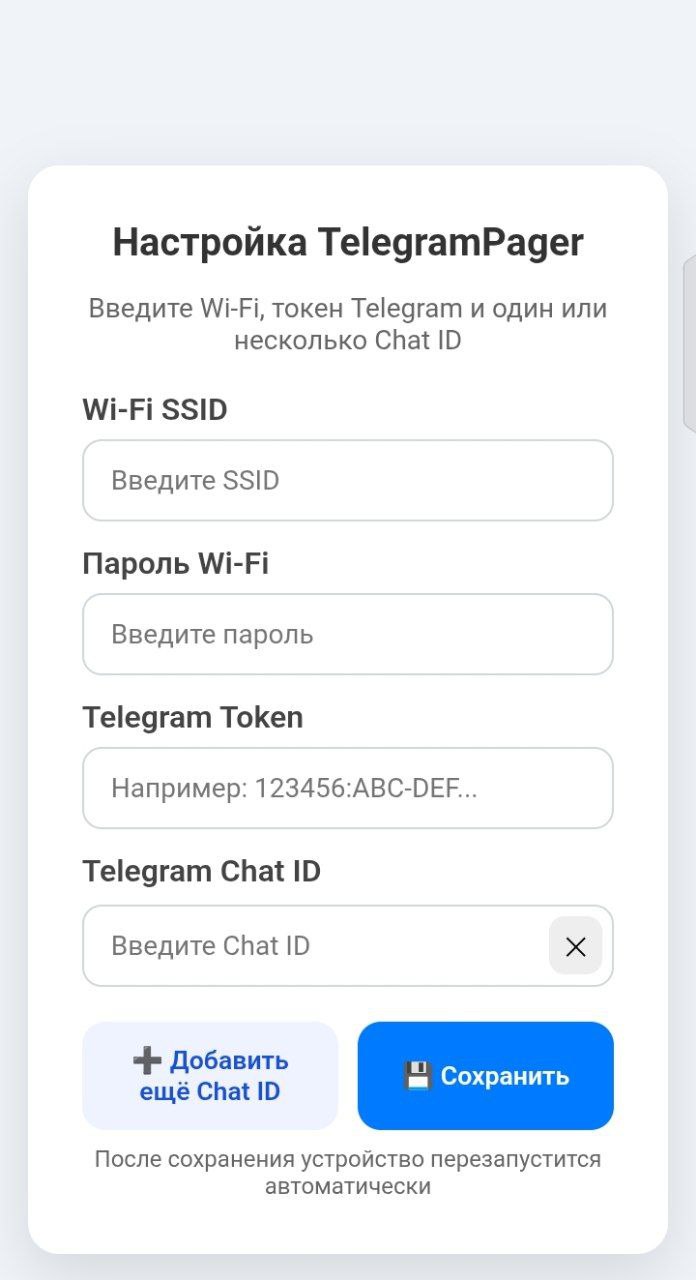 Настройка TelegramPager
Введите Wi-Fi, токен Telegram и один или
несколько Chat ID
Wi-Fi SSID
Введите SSID
Пароль Wi-Fi
Введите пароль
Telegram Token
Например: 123456:ABC-DEF...
Telegram Chat ID
Введите Chat ID
➕ Добавить
ещё Chat ID
💾 Сохранить
После сохранения устройство перезапустится
автоматически